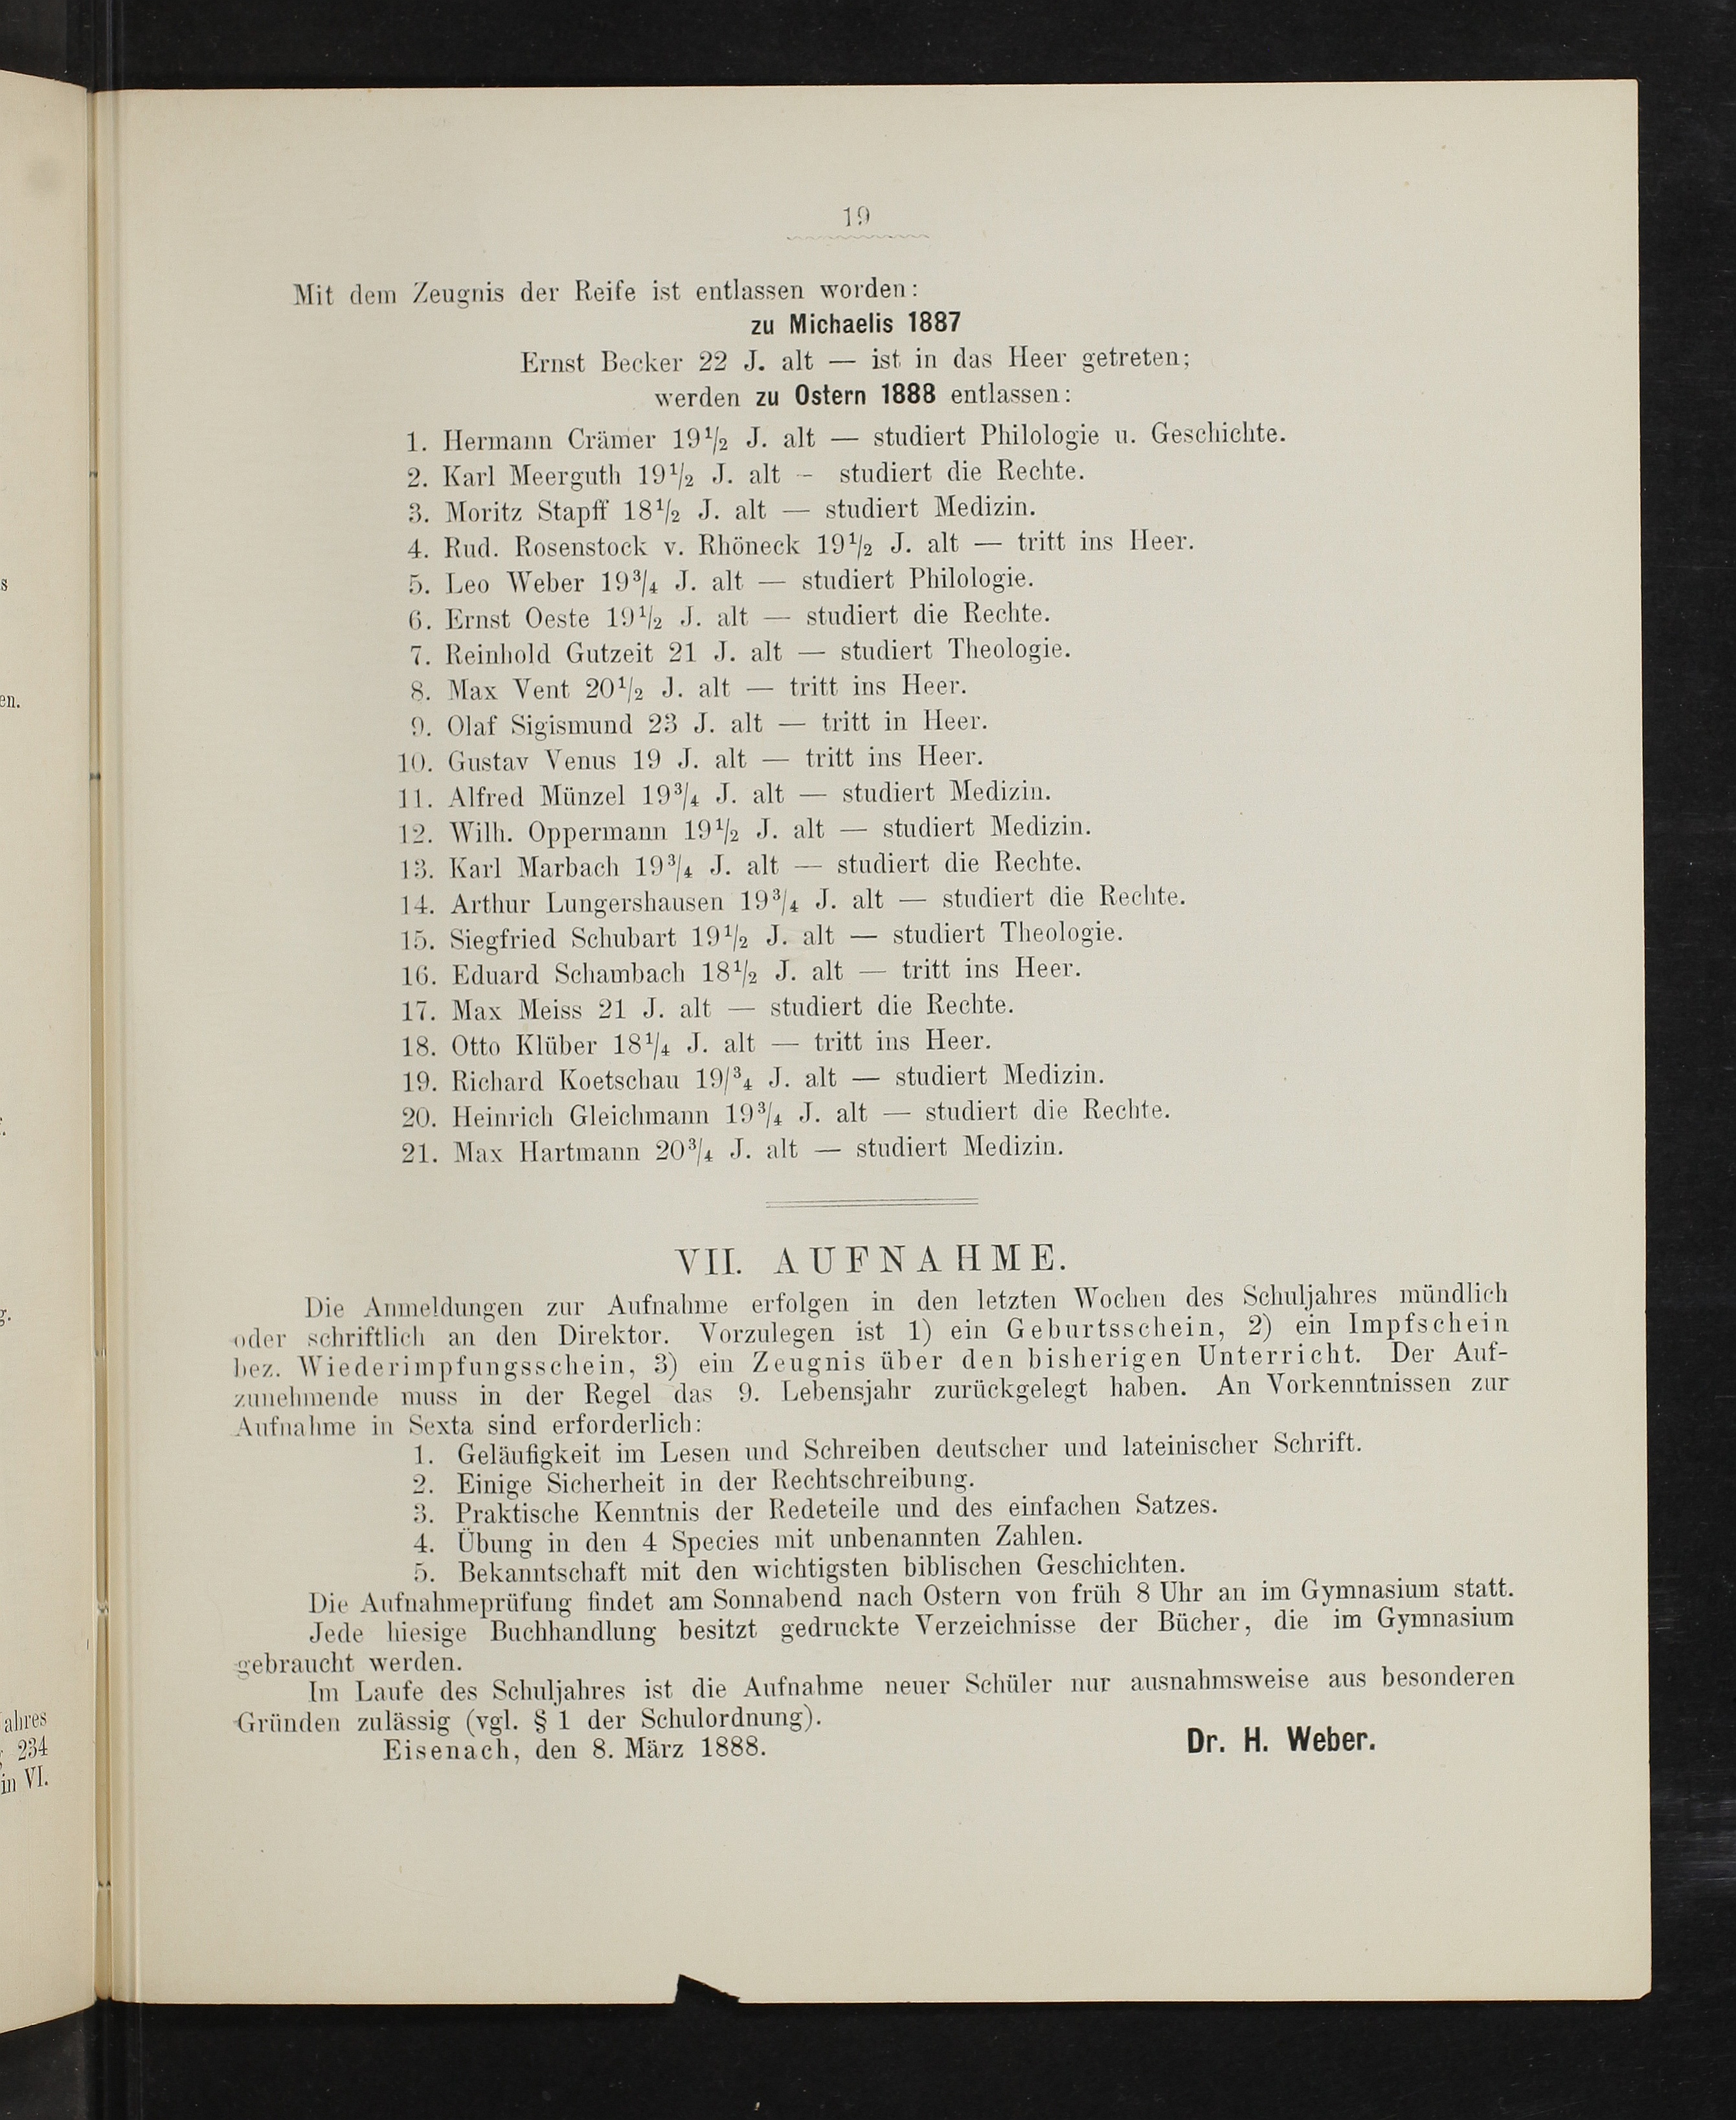 19
Mit dem Zeugnis der Reife ist entlassen worden:
zu Michaelis 1887
Ernst Becker 22 J. alt — ist in das Heer getreten;
werden zu Ostern 1888 entlassen:
1. Hermann Crämer 19½ J. alt — studiert Philologie u. Geschichte.
2. Karl Meerguth 19½ J. alt - studiert die Rechte.
3. Moritz Stapff 18½ J. alt — studiert Medizin.
4. Rud. Rosenstock v. Rhöneck 19½ J. alt — tritt ins Heer.
5. Leo Weber 19¾ J. alt — studiert Philologie.
6. Ernst Oeste 19½ J. alt — studiert die Rechte.
7. Reinhold Gutzeit 21 J. alt — studiert Theologie.
8. Max Vent 20½ J. alt — tritt ins Heer.
9. Olaf Sigismund 23 J. alt — tritt in Heer.
10. Gustav Venus 19 J. alt — tritt ins Heer.
11. Alfred Münzel 19¾ J. alt — studiert Medizin.
12. Wilh. Oppermann 19½ J. alt — studiert Medizin.
13. Karl Marbach 19¾ J. alt — studiert die Rechte.
14. Arthur Lungershausen 19¾ J. alt — studiert die Rechte.
15. Siegfried Schubart 19½ J. alt — studiert Theologie.
16. Eduard Schambach 18½ J. alt — tritt ins Heer.
17. Max Meiss 21 J. alt — studiert die Rechte.
18. Otto Klüber 18¼ J. alt — tritt ins Heer.
19. Richard Koetschau 19/³₄ J. alt — studiert Medizin.
20. Heinrich Gleichmann 19¾ J. alt — studiert die Rechte.
21. Max Hartmann 20¾ J. alt — studiert Medizin.
VII. AUFNAHME.
Die Anmeldungen zur Aufnahme erfolgen in den letzten Wochen des Schuljahres mündlich
oder schriftlich an den Direktor. Vorzulegen ist 1) ein Geburtsschein, 2) ein Impfschein
bez. Wiederimpfungsschein, 3) ein Zeugnis über den bisherigen Unterricht. Der Auf-
zunehmende muss in der Regel das 9. Lebensjahr zurückgelegt haben. An Vorkenntnissen zur
Aufnahme in Sexta sind erforderlich:
1. Geläufigkeit im Lesen und Schreiben deutscher und lateinischer Schrift.
2. Einige Sicherheit in der Rechtschreibung.
3. Praktische Kenntnis der Redeteile und des einfachen Satzes.
4. Übung in den 4 Species mit unbenannten Zahlen.
5. Bekanntschaft mit den wichtigsten biblischen Geschichten.
Die Aufnahmeprüfung findet am Sonnabend nach Ostern von früh 8 Uhr an im Gymnasium statt.
Jede hiesige Buchhandlung besitzt gedruckte Verzeichnisse der Bücher, die im Gymnasium
gebraucht werden.
Im Laufe des Schuljahres ist die Aufnahme neuer Schüler nur ausnahmsweise aus besonderen
Gründen zulässig (vgl. § 1 der Schulordnung).
Eisenach, den 8. März 1888.
Dr. H. Weber.
s
en.
g.
ahres
234
in VI.